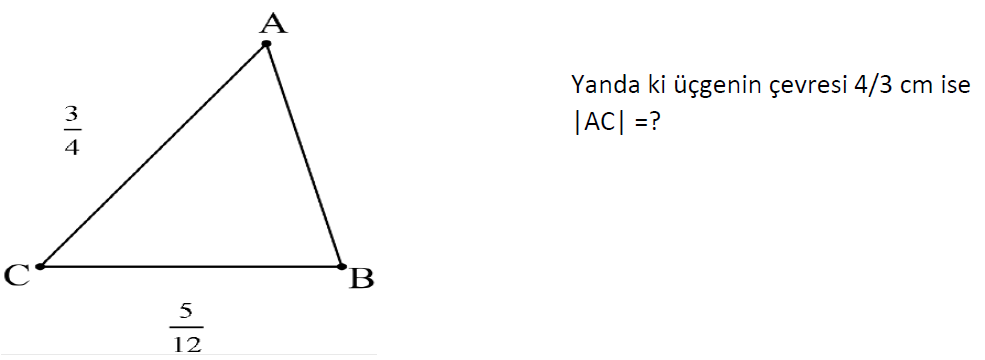 A
3/4
Yanda ki üçgenin çevresi 4/3 cm ise
|AC| =?
C
B
5/12